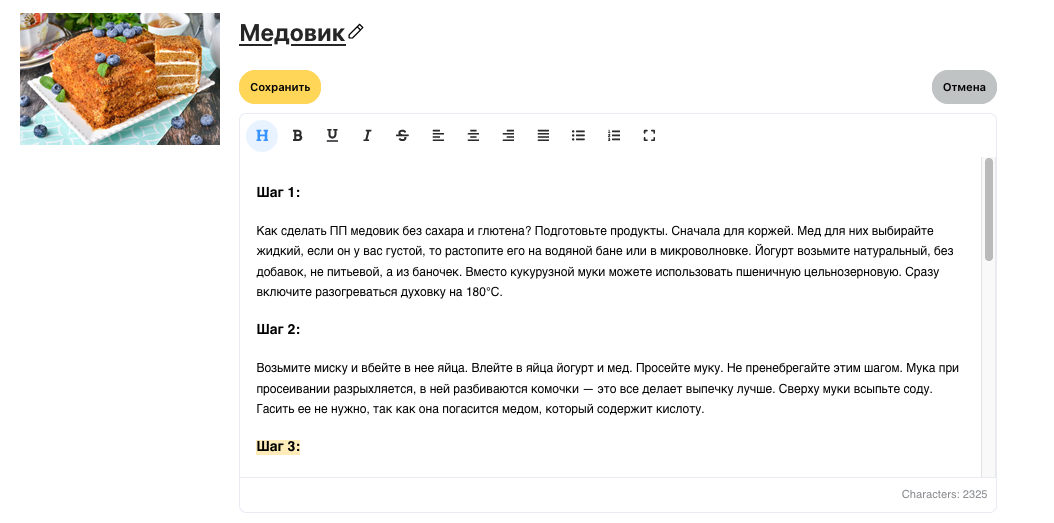 Медовик
Сохранить
Отмена
H B U I S
Шаг 1:
Как сделать ПП медовик без сахара и глютена? Подготовьте продукты. Сначала для коржей. Мед для них выбирайте
жидкий, если он у вас густой, то растопите его на водяной бане или в микроволновке. Йогурт возьмите натуральный, без
добавок, не питьевой, а из баночек. Вместо кукурузной муки можете использовать пшеничную цельнозерновую. Сразу
включите разогреваться духовку на 180°C.
Шаг 2:
Возьмите миску и вбейте в нее яйца. Влейте в яйца йогурт и мед. Просейте муку. Не пренебрегайте этим шагом. Мука при
просеивании разрыхляется, в ней разбиваются комочки — это все делает выпечку лучше. Сверху муки всыпьте соду.
Гасить ее не нужно, так как она погасится медом, который содержит кислоту.
Шаг 3:
Characters: 2325